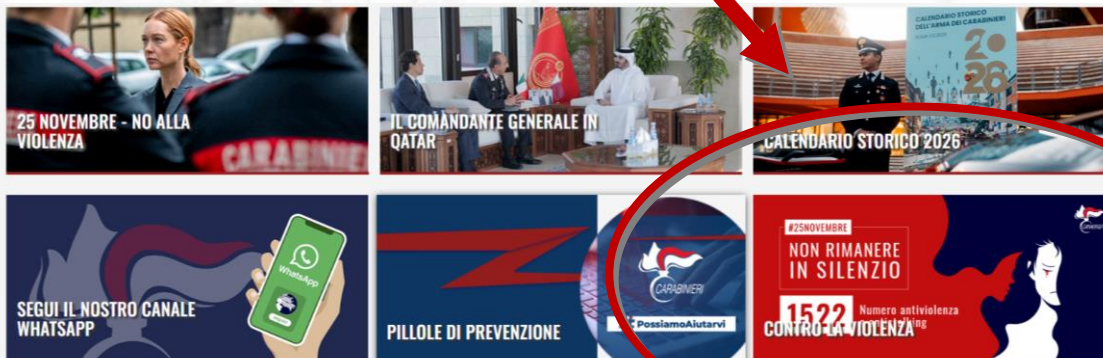 25 NOVEMBRE - NO ALLA
VIOLENZA
CARABINIE
IL COMANDANTE GENERALE IN
QATAR
CALENDARIO STORICO
DELL'ARMA DEI CARABINIERI
2026
CALENDARIO STORICO 2026
WhatsApp
SEGUI IL NOSTRO CANALE
WHATSAPP
CARABINIERI
#PossiamoAiutarvi
PILLOLE DI PREVENZIONE
#25NOVEMBRE
NON RIMANERE
IN SILENZIO
1522 Numero antiviolenza
CONTRO LA VIOLENZA